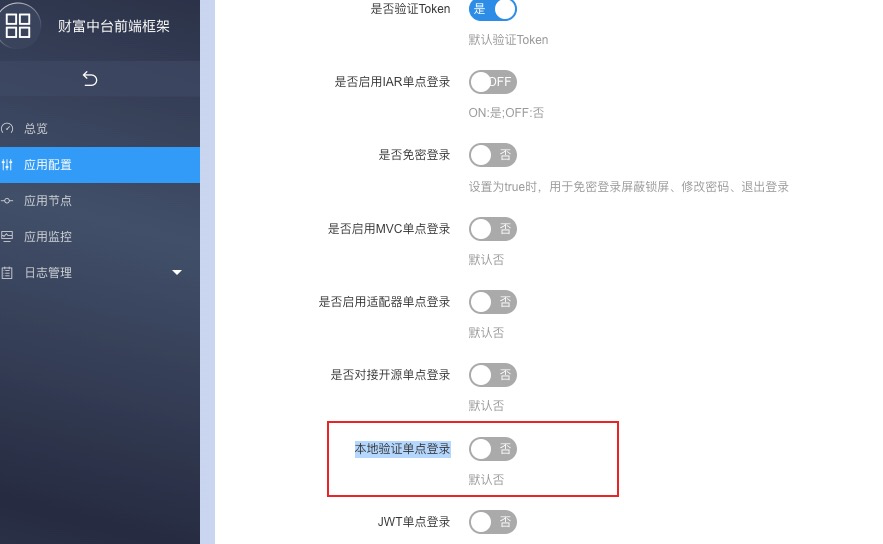 财富中台前端框架
总览
应用配置
应用节点
应用监控
日志管理
是否验证Token 是
默认验证Token
是否启用IAR单点登录 OFF
ON:是;OFF:否
是否免密登录 否
设置为true时，用于免密登录屏蔽锁屏、修改密码、退出登录
是否启用MVC单点登录 否
默认否
是否启用适配器单点登录 否
默认否
是否对接开源单点登录 否
默认否
本地验证单点登录 否
默认否
JWT单点登录 否